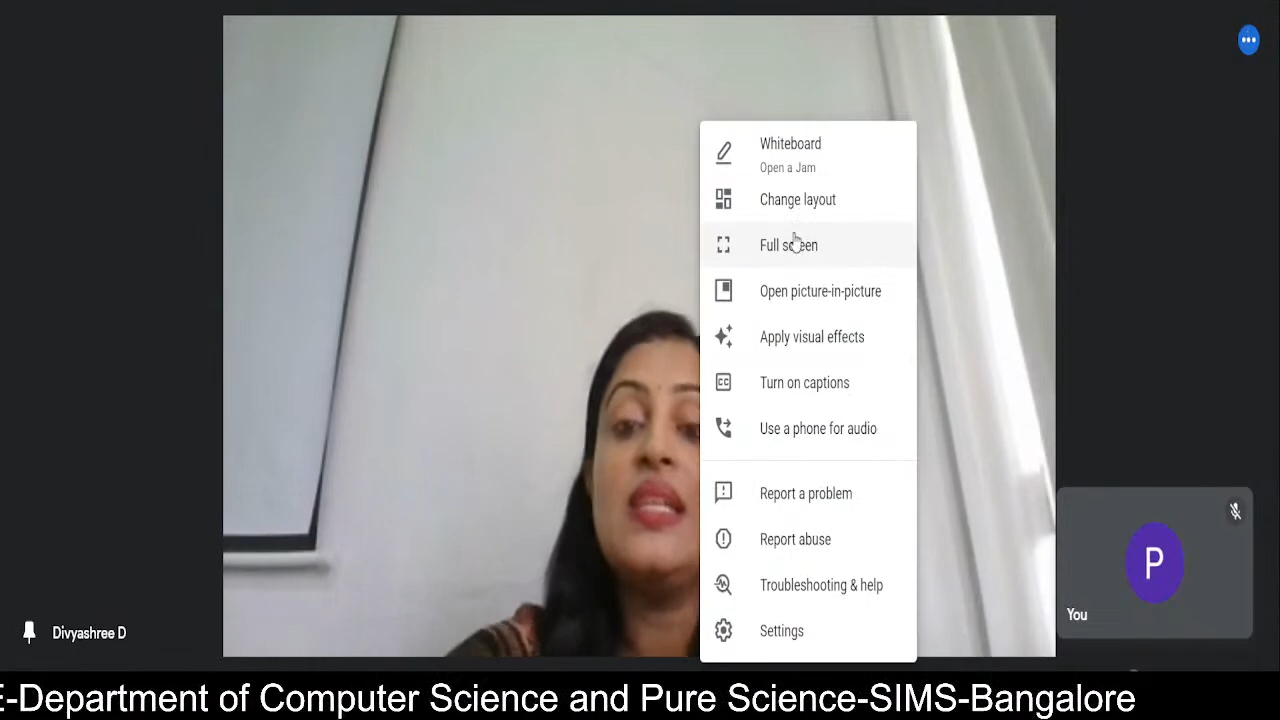 Whiteboard
Open a Jam
Change layout
Full screen
Open picture-in-picture
Apply visual effects
CC Turn on captions
Use a phone for audio
Report a problem
Report abuse
Troubleshooting & help
Settings
P
You
Divyashree D
E-Department of Computer Science and Pure Science-SIMS-Bangalore